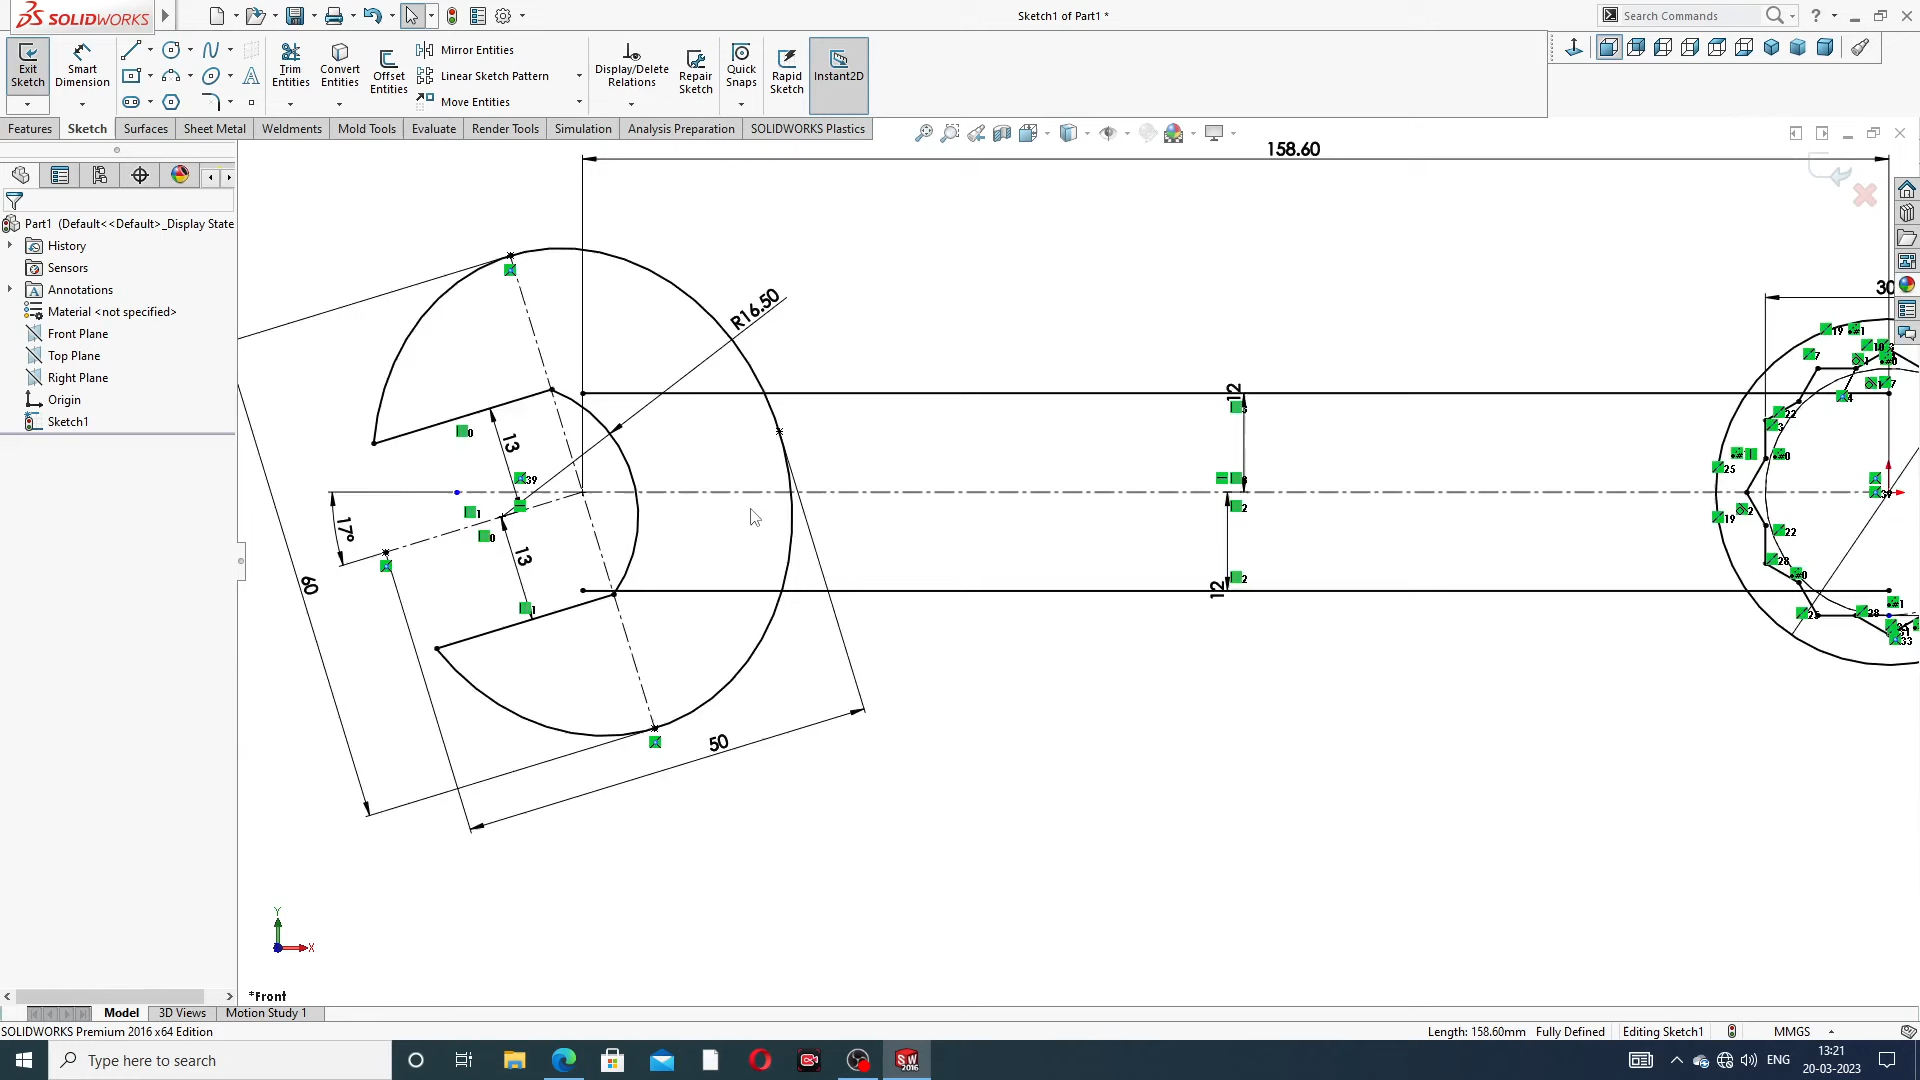 SOLIDWORKS
Sketch1 of Part1 *
Search Commands
Exit Sketch
Smart Dimension
Trim Entities
Convert Entities
Offset Entities
Mirror Entities
Linear Sketch Pattern
Move Entities
Display/Delete Relations
Repair Sketch
Quick Snaps
Rapid Sketch
Instant2D
Features
Sketch
Surfaces
Sheet Metal
Weldments
Mold Tools
Evaluate
Render Tools
Simulation
Analysis Preparation
SOLIDWORKS Plastics
Part1 (Default<<Default>_Display State
History
Sensors
Annotations
Material <not specified>
Front Plane
Top Plane
Right Plane
Origin
Sketch1
158.60
R16.50
30
12
12
13
13
17°
60
50
39
Y
X
*Front
Model
3D Views
Motion Study 1
SOLIDWORKS Premium 2016 x64 Edition
Length: 158.60mm
Fully Defined
Editing Sketch1
MMGS
Type here to search
ENG
13:21
20-03-2023